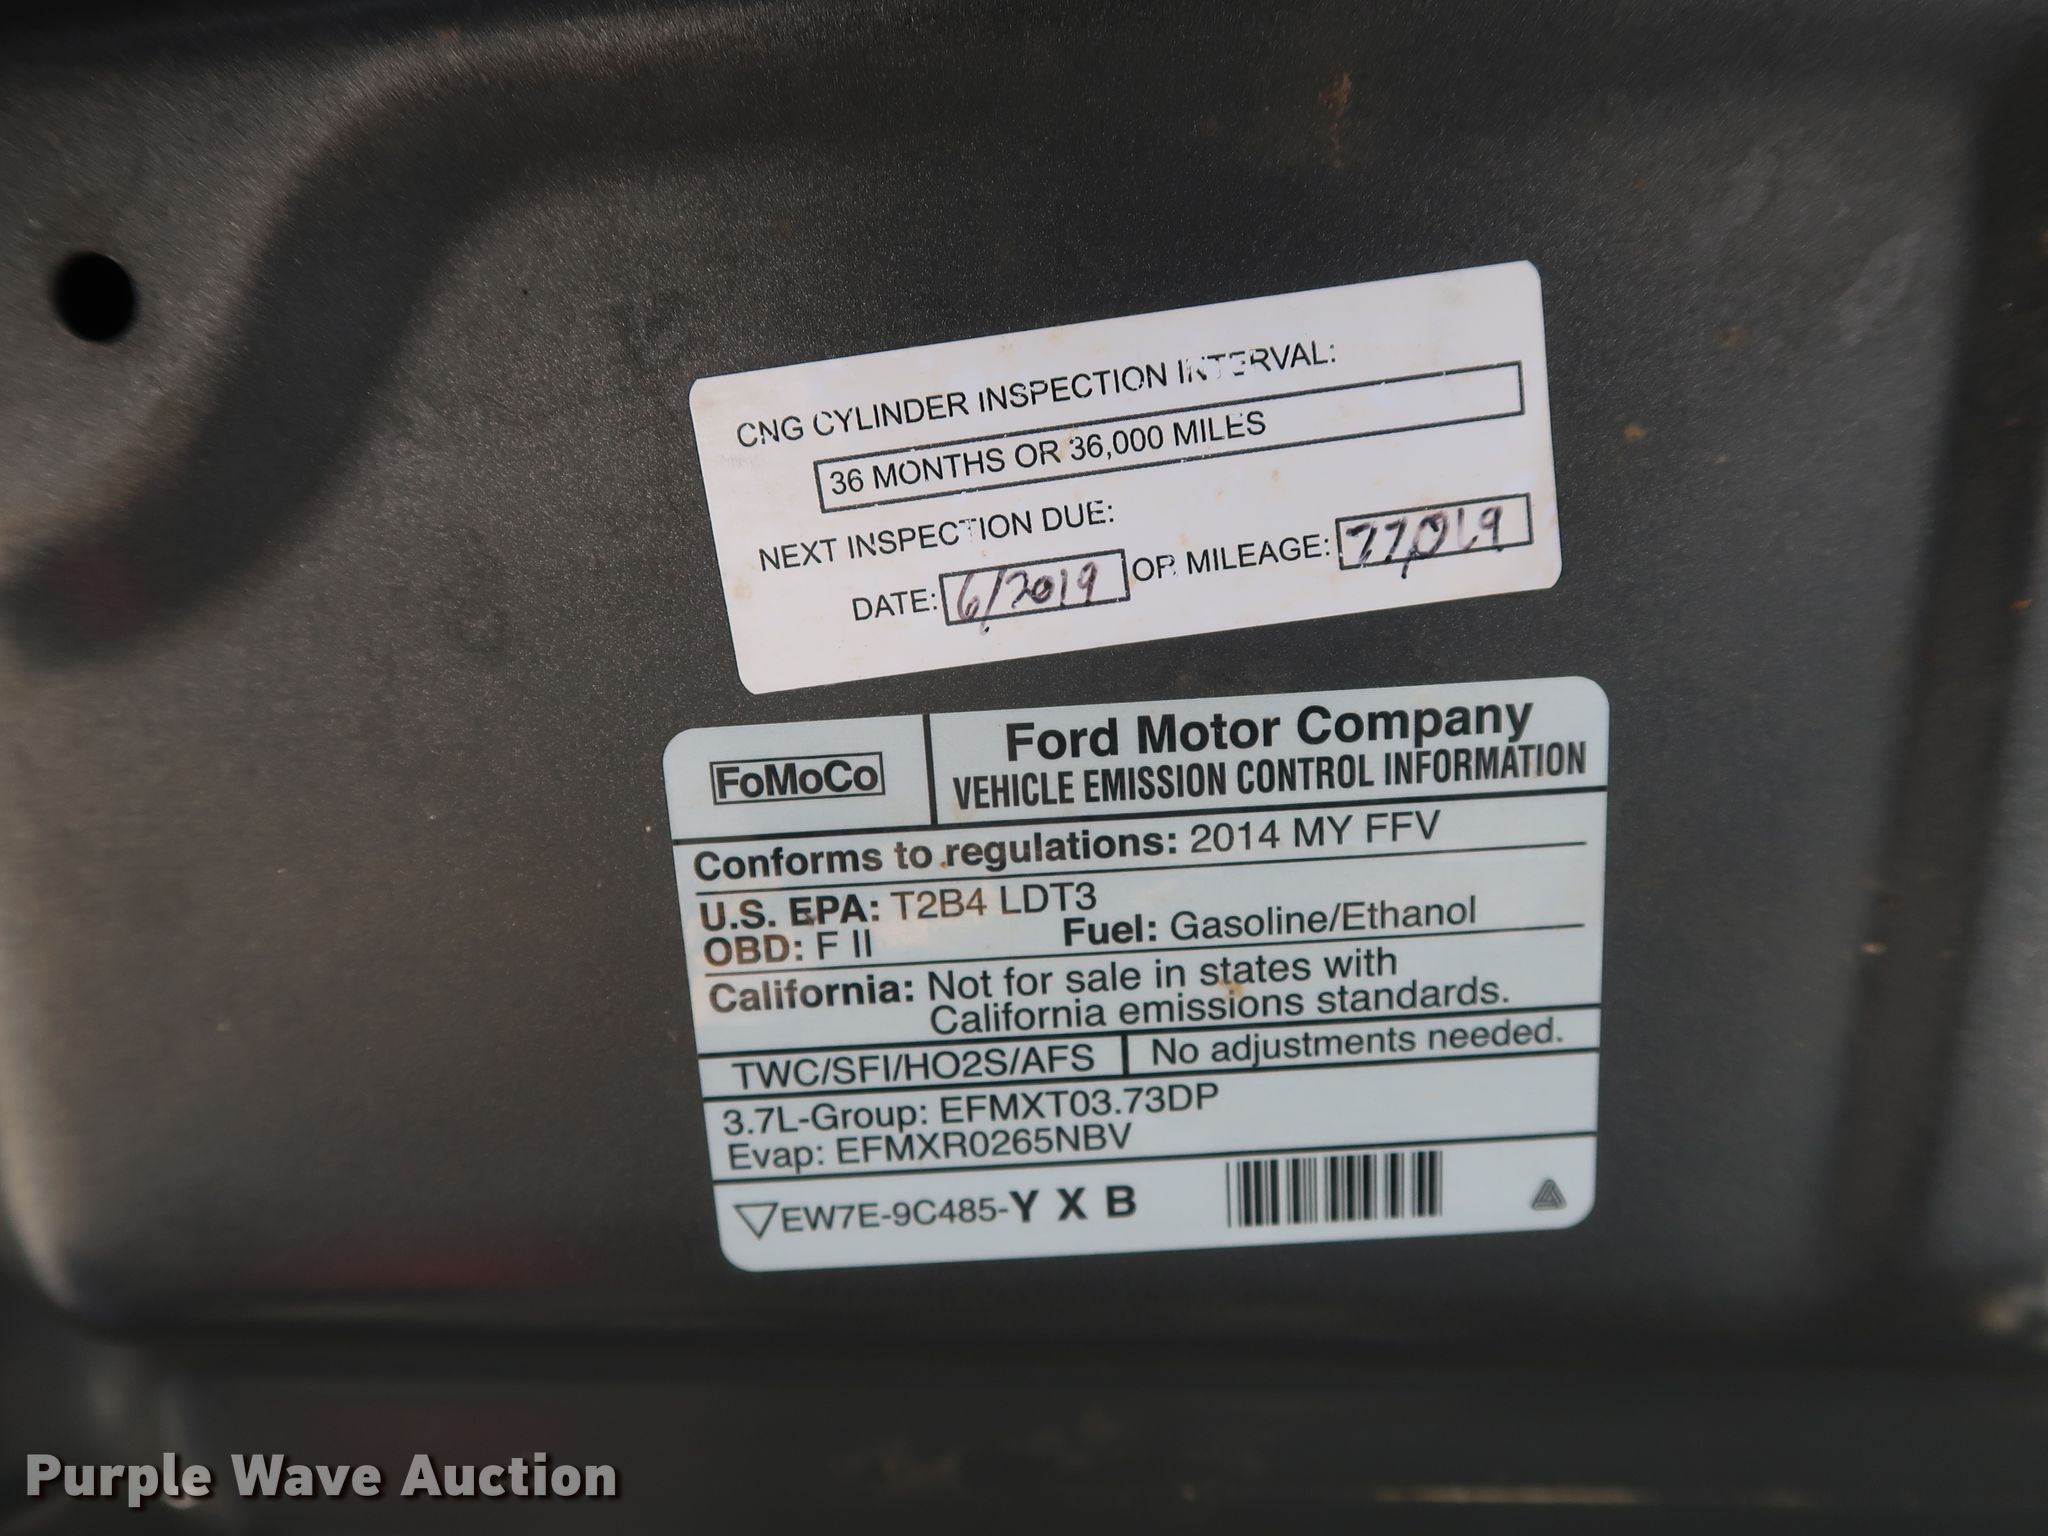 CNG CYLINDER INSPECTION INTERVAL:
36 MONTHS OR 36,000 MILES
NEXT INSPECTION DUE:
DATE: 6/2019 OR MILEAGE: 77,019
FoMoCo
Ford Motor Company
VEHICLE EMISSION CONTROL INFORMATION
Conforms to regulations: 2014 MY FFV
U.S. EPA: T2B4 LDT3
OBD: F II Fuel: Gasoline/Ethanol
California: Not for sale in states with
California emissions standards.
TWC/SFI/HO2S/AFS No adjustments needed.
3.7L-Group: EFMXT03.73DP
Evap: EFMXR0265NBV
EW7E-9C485-Y X B
Purple Wave Auction